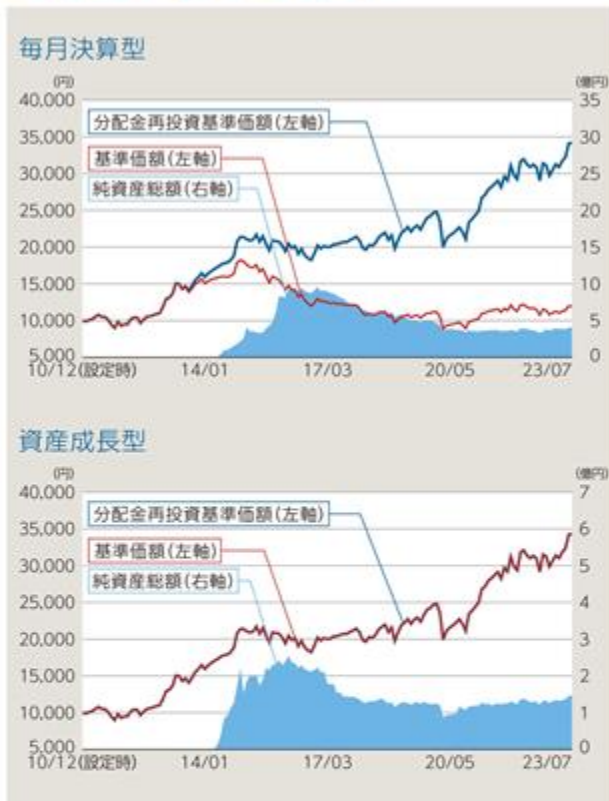 毎月決算型
(円)
(億円)
40,000
35
35,000
30
30,000
25
25,000
20
20,000
15
15,000
10
10,000
5
5,000
0
分配金再投資基準価額(左軸)
基準価額(左軸)
純資産総額(右軸)
10/12(設定時)
14/01
17/03
20/05
23/07
資産成長型
(円)
(億円)
40,000
7
35,000
6
30,000
5
25,000
4
20,000
3
15,000
2
10,000
1
5,000
0
分配金再投資基準価額(左軸)
基準価額(左軸)
純資産総額(右軸)
10/12(設定時)
14/01
17/03
20/05
23/07